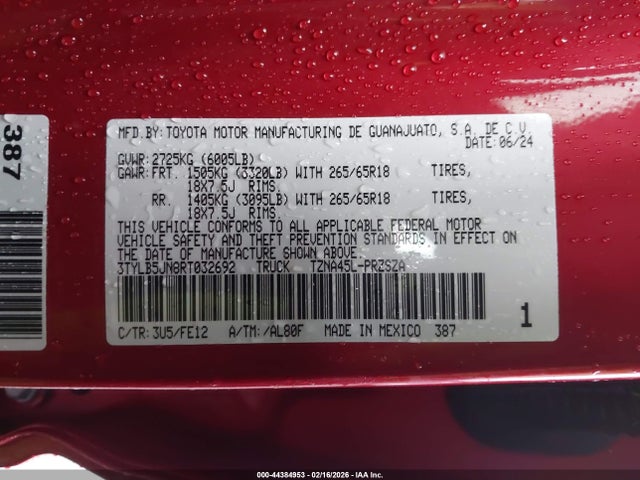 387
MFD.BY: TOYOTA MOTOR MANUFACTURING DE GUANAJUATO, S.A. DE C.V.
DATE: 06/24
GVWR: 2725KG (6005LB)
GAWR: FRT. 1505KG (3320LB) WITH 265/65R18 TIRES,
18X7.5J RIMS.
RR. 1405KG (3095LB) WITH 265/65R18 TIRES,
18X7.5J RIMS.
THIS VEHICLE CONFORMS TO ALL APPLICABLE FEDERAL MOTOR
VEHICLE SAFETY AND THEFT PREVENTION STANDARDS IN EFFECT ON
THE DATE OF MANUFACTURE SHOWN ABOVE.
3TYLB5JN8RT032692 TRUCK TZNA45L-PRZSZA
C/TR: 3U5/FE12 A/TM: /AL80F MADE IN MEXICO 387
1
000-44384953 - 02/16/2026 - IAA Inc.